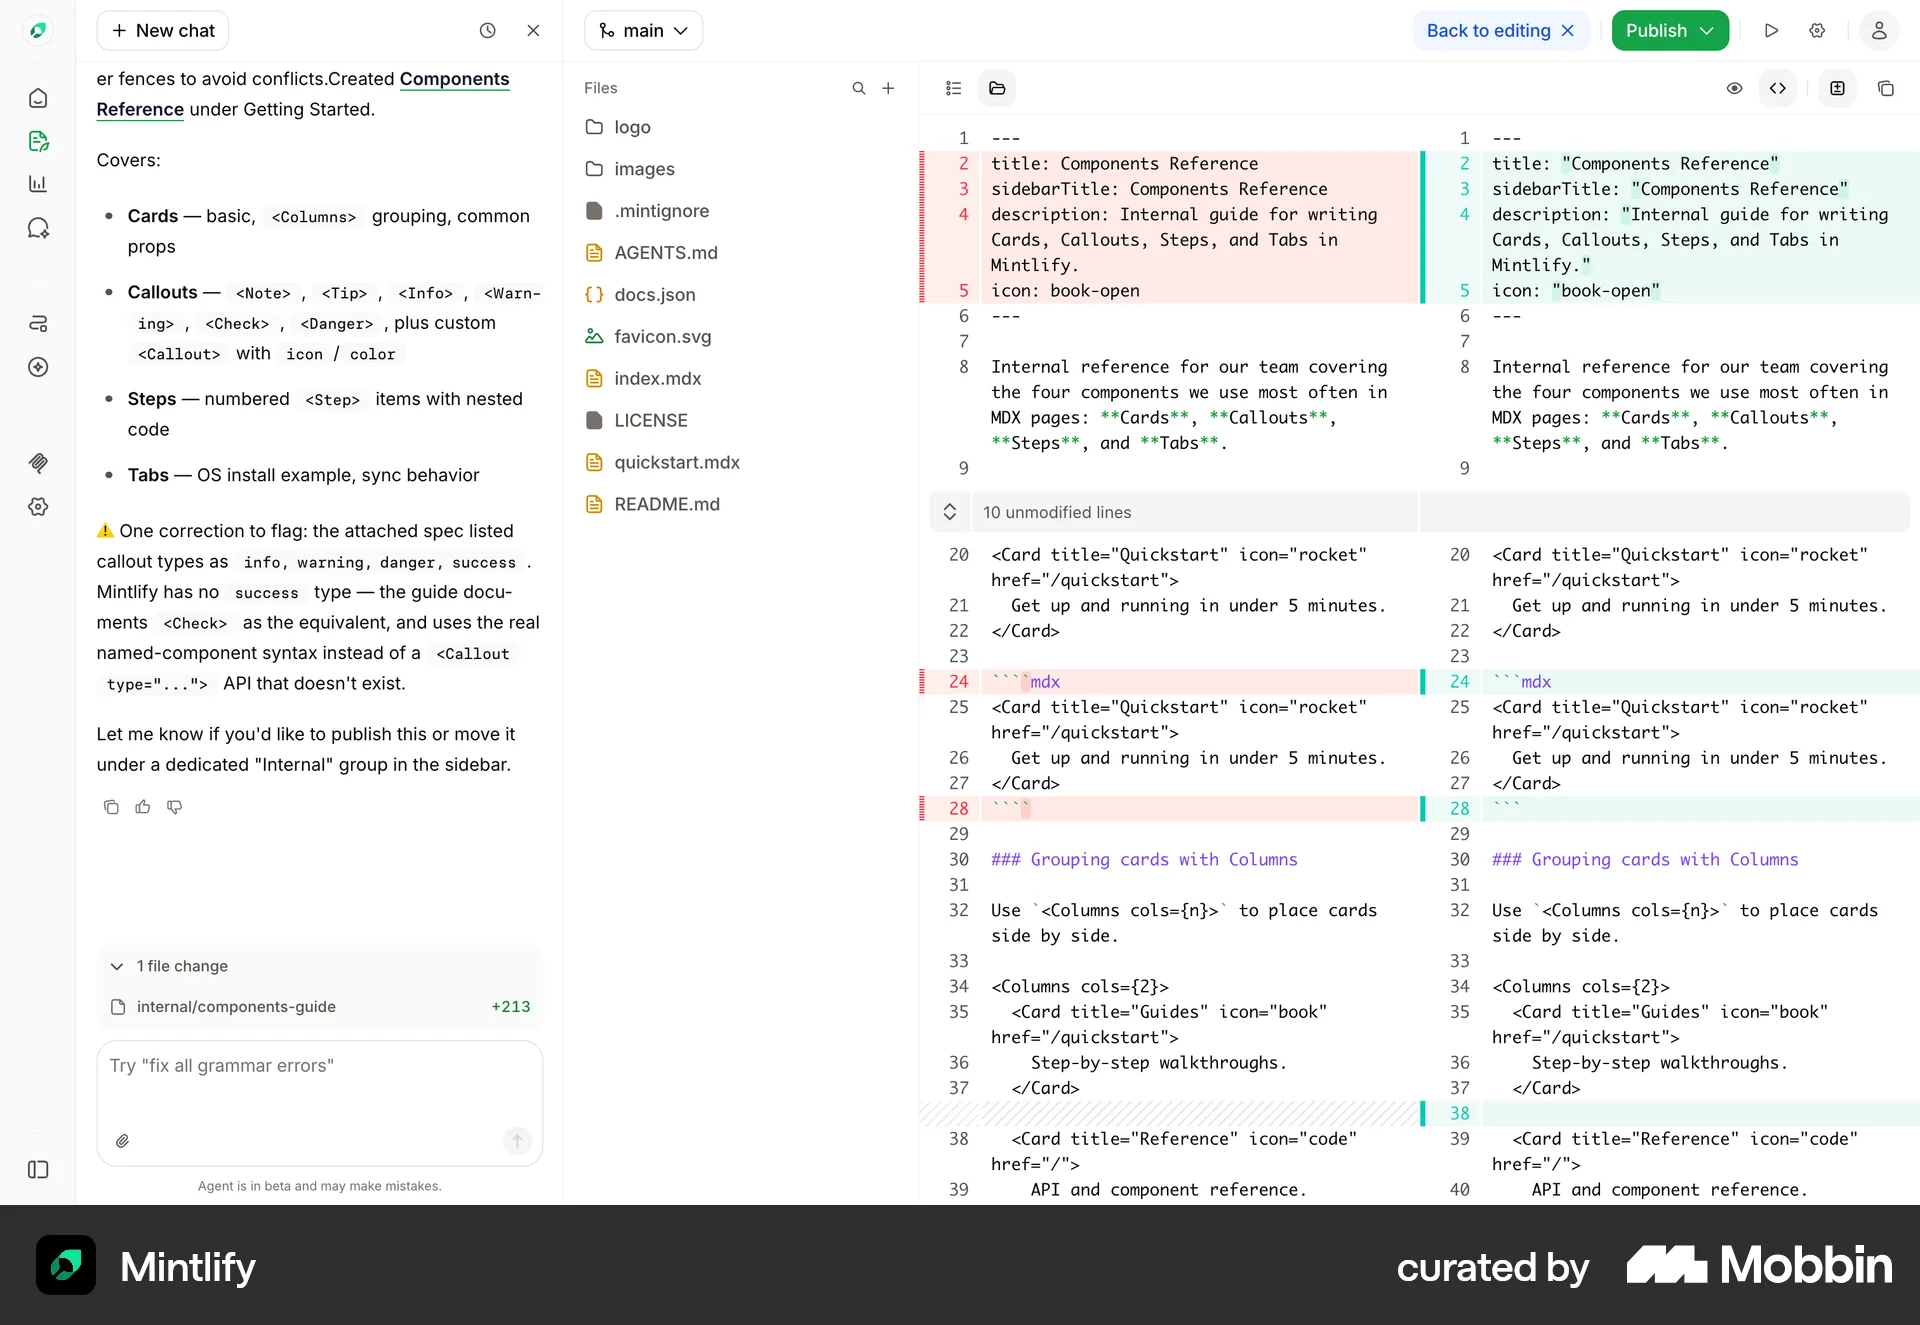 New chat
er fences to avoid conflicts.Created Components
Reference under Getting Started.
Covers:
Cards — basic, <Columns> grouping, common
props
Callouts — <Note> , <Tip> , <Info> , <Warn-
ing> , <Check> , <Danger> , plus custom
<Callout> with icon / color
Steps — numbered <Step> items with nested
code
Tabs — OS install example, sync behavior
⚠️ One correction to flag: the attached spec listed
callout types as info, warning, danger, success .
Mintlify has no success type — the guide docu-
ments <Check> as the equivalent, and uses the real
named-component syntax instead of a <Callout
type="..."> API that doesn't exist.
Let me know if you'd like to publish this or move it
under a dedicated "Internal" group in the sidebar.
1 file change
internal/components-guide +213
Try "fix all grammar errors"
Agent is in beta and may make mistakes.
main
Back to editing
Publish
Files
logo
images
.mintignore
AGENTS.md
docs.json
favicon.svg
index.mdx
LICENSE
quickstart.mdx
README.md
1 ---
2 title: Components Reference
3 sidebarTitle: Components Reference
4 description: Internal guide for writing
Cards, Callouts, Steps, and Tabs in
Mintlify.
5 icon: book-open
6 ---
7
8 Internal reference for our team covering
the four components we use most often in
MDX pages: **Cards**, **Callouts**,
**Steps**, and **Tabs**.
9
10 unmodified lines
20 <Card title="Quickstart" icon="rocket"
href="/quickstart">
21 Get up and running in under 5 minutes.
22 </Card>
23
24 ````mdx
25 <Card title="Quickstart" icon="rocket"
href="/quickstart">
26 Get up and running in under 5 minutes.
27 </Card>
28 ````
29
30 ### Grouping cards with Columns
31
32 Use `<Columns cols={n}>` to place cards
side by side.
33
34 <Columns cols={2}>
35 <Card title="Guides" icon="book"
href="/quickstart">
36 Step-by-step walkthroughs.
37 </Card>
38 <Card title="Reference" icon="code"
href="/">
39 API and component reference.
1 ---
2 title: "Components Reference"
3 sidebarTitle: "Components Reference"
4 description: "Internal guide for writing
Cards, Callouts, Steps, and Tabs in
Mintlify."
5 icon: "book-open"
6 ---
7
8 Internal reference for our team covering
the four components we use most often in
MDX pages: **Cards**, **Callouts**,
**Steps**, and **Tabs**.
9
20 <Card title="Quickstart" icon="rocket"
href="/quickstart">
21 Get up and running in under 5 minutes.
22 </Card>
23
24 ```mdx
25 <Card title="Quickstart" icon="rocket"
href="/quickstart">
26 Get up and running in under 5 minutes.
27 </Card>
28 ```
29
30 ### Grouping cards with Columns
31
32 Use `<Columns cols={n}>` to place cards
side by side.
33
34 <Columns cols={2}>
35 <Card title="Guides" icon="book"
href="/quickstart">
36 Step-by-step walkthroughs.
37 </Card>
38
39 <Card title="Reference" icon="code"
href="/">
40 API and component reference.
Mintlify
curated by Mobbin